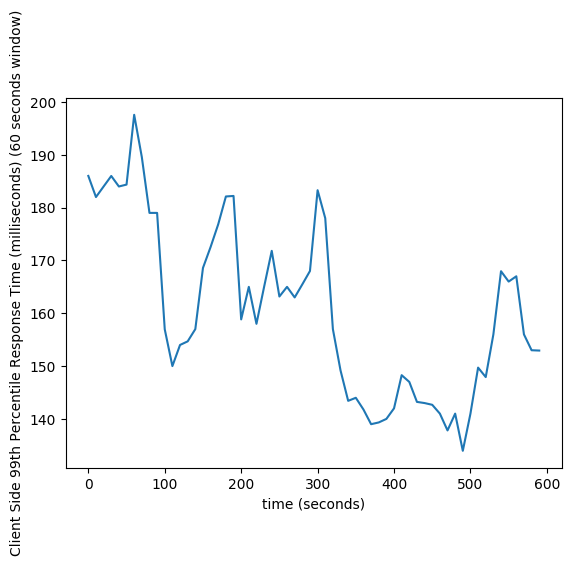 Client Side 99th Percentile Response Time (milliseconds) (60 seconds window)
200
190
180
170
160
150
140
0 100 200 300 400 500 600
time (seconds)